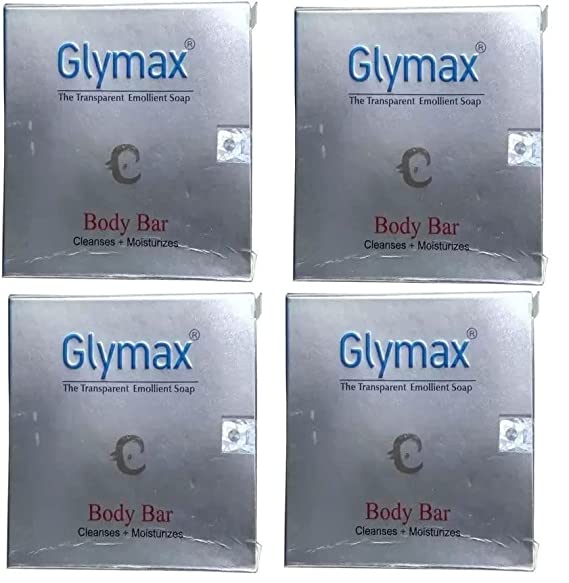 Glymax®
The Transparent Emollient Soap
Body Bar
Cleanses + Moisturizes
Glymax®
The Transparent Emollient Soap
Body Bar
Cleanses + Moisturizes
Glymax®
The Transparent Emollient Soap
Body Bar
Cleanses + Moisturizes
Glymax®
The Transparent Emollient Soap
Body Bar
Cleanses + Moisturizes